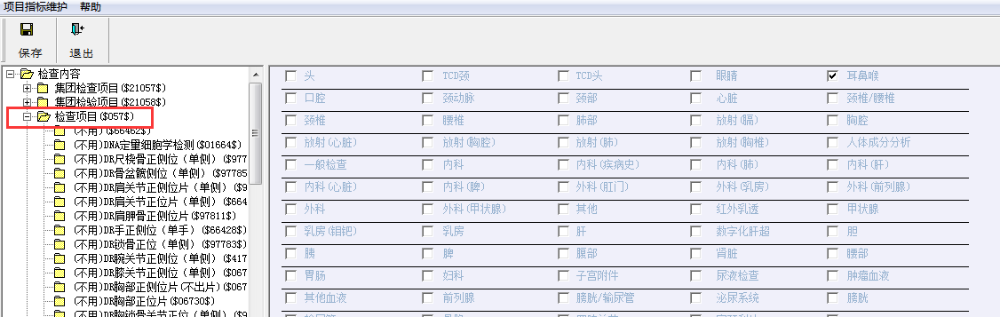 项目指标维护 帮助
保存 退出
检查内容
集团检查项目($21057$)
集团检验项目($21058$)
检查项目($057$)
(不用)($66462$)
(不用)DNA定量细胞学检测($01664$)
(不用)DR尺桡骨正侧位(单侧)($977
(不用)DR骨盆髋侧位(单侧)($97785
(不用)DR肩关节正侧位片(单侧)($9
(不用)DR肩关节正侧位片(单侧)($664
(不用)DR肩胛骨正侧位片($97811$)
(不用)DR手正侧位(单手)($66428$)
(不用)DR锁骨正位(单侧)($97783$)
(不用)DR腕关节正侧位(单侧)($417
(不用)DR膝关节正侧位(单侧)($067
(不用)DR胸部正侧位片(不出片)($067
(不用)DR胸部正位片($06730$)
头 TCD颈 TCD头 眼睛 耳鼻喉
口腔 颈动脉 颈部 心脏 颈椎/腰椎
颈椎 腰椎 肺部 放射(膈) 胸腔
放射(心脏) 放射(胸腔) 放射(肺) 放射(胸椎) 人体成分分析
一般检查 内科 内科(疾病史) 内科(肺) 内科(肝)
内科(心脏) 内科(脾) 外科(肛门) 外科(乳房) 外科(前列腺)
外科 外科(甲状腺) 其他 红外乳透 甲状腺
乳房(钼钯) 乳房 肝 数字化肝超 胆
胰 脾 腹部 肾脏 腰部
胃肠 妇科 子宫附件 尿液检查 肿瘤血液
其他血液 前列腺 膀胱/输尿管 泌尿系统 膀胱